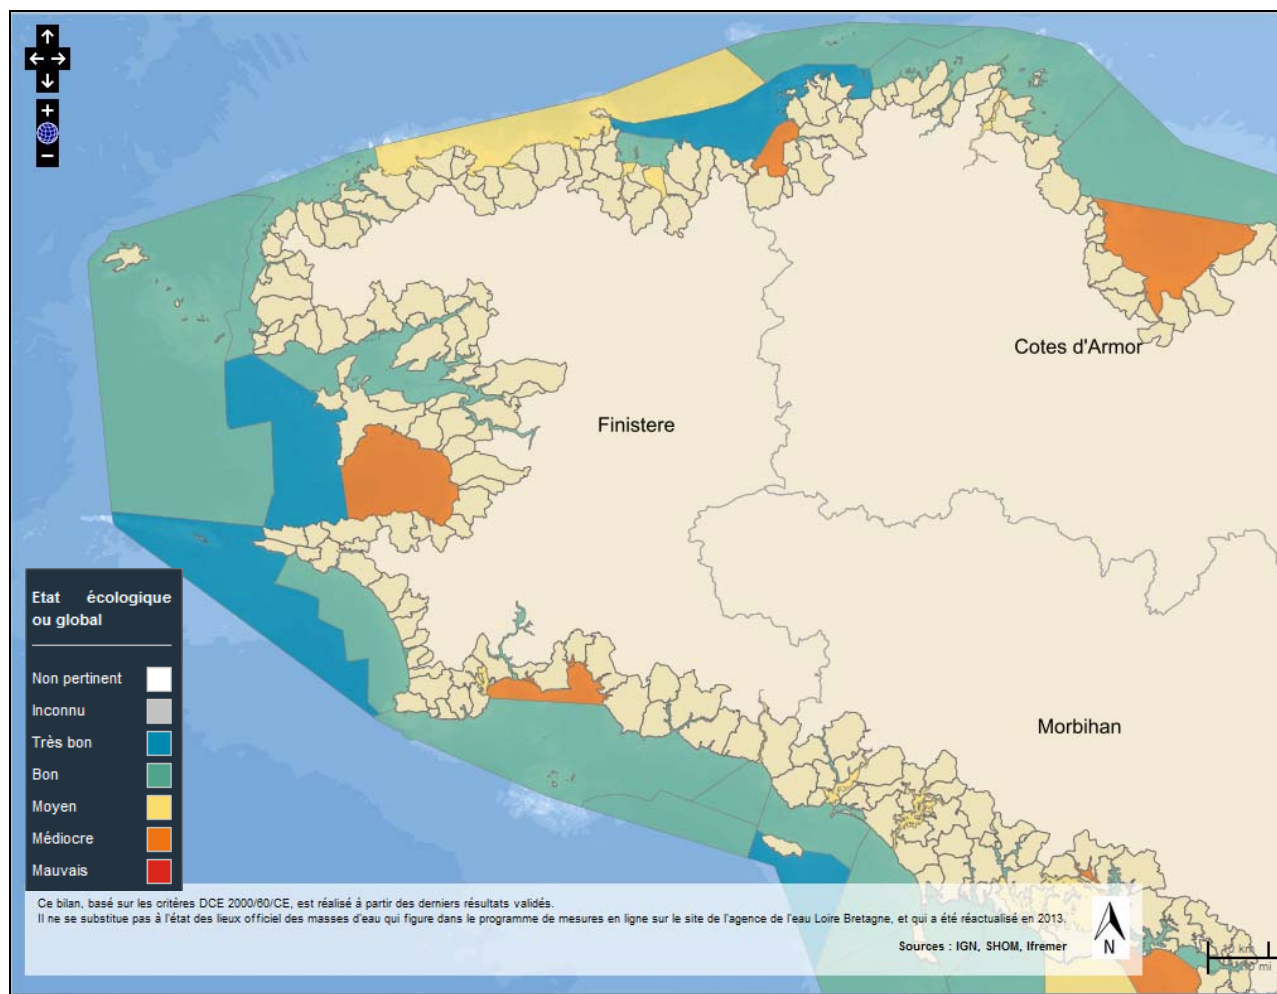 Cotes d'Armor
Finistere
Morbihan
Etat écologique
ou global
Non pertinent
Inconnu
Très bon
Bon
Moyen
Médiocre
Mauvais
Ce bilan, basé sur les critères DCE 2000/60/CE, est réalisé à partir des derniers résultats validés.
Il ne se substitue pas à l'état des lieux officiel des masses d'eau qui figure dans le programme de mesures en ligne sur le site de l'agence de l'eau Loire Bretagne, et qui a été réactualisé en 2013.
Sources : IGN, SHOM, Ifremer
N
km
mi